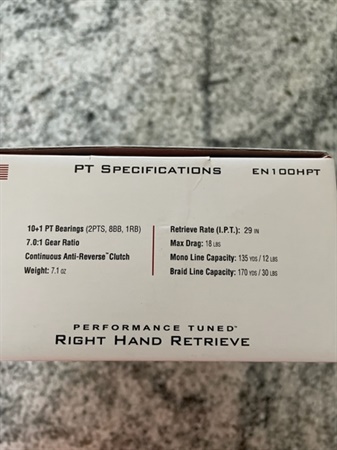 PT SPECIFICATIONS EN100HPT
10+1 PT Bearings (2PTS, 8BB, 1RB)
7.0:1 Gear Ratio
Continuous Anti-Reverse™ Clutch
Weight: 7.1 oz
Retrieve Rate (I.P.T.): 29 IN
Max Drag: 18 LBS
Mono Line Capacity: 135 YDS / 12 LBS
Braid Line Capacity: 170 YDS / 30 LBS
PERFORMANCE TUNED™
RIGHT HAND RETRIEVE